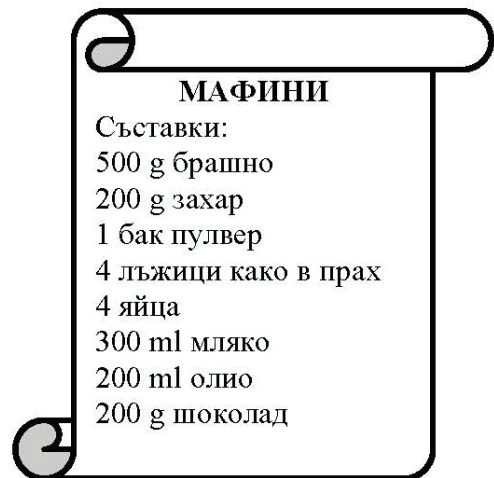 МАФИНИ
Съставки:
500 g брашно
200 g захар
1 бак пулвер
4 лъжици како в прах
4 яйца
300 ml мляко
200 ml олио
200 g шоколад